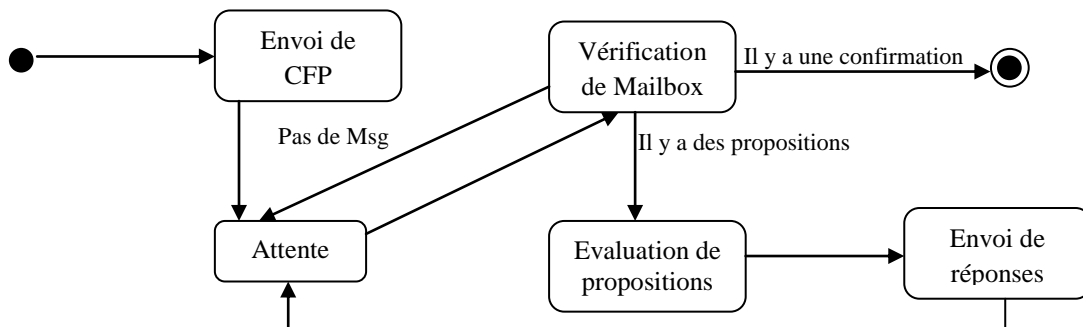 Envoi de
CFP
Vérification
de Mailbox
Il y a une confirmation
Pas de Msg
Il y a des propositions
Attente
Evaluation de
propositions
Envoi de
réponses